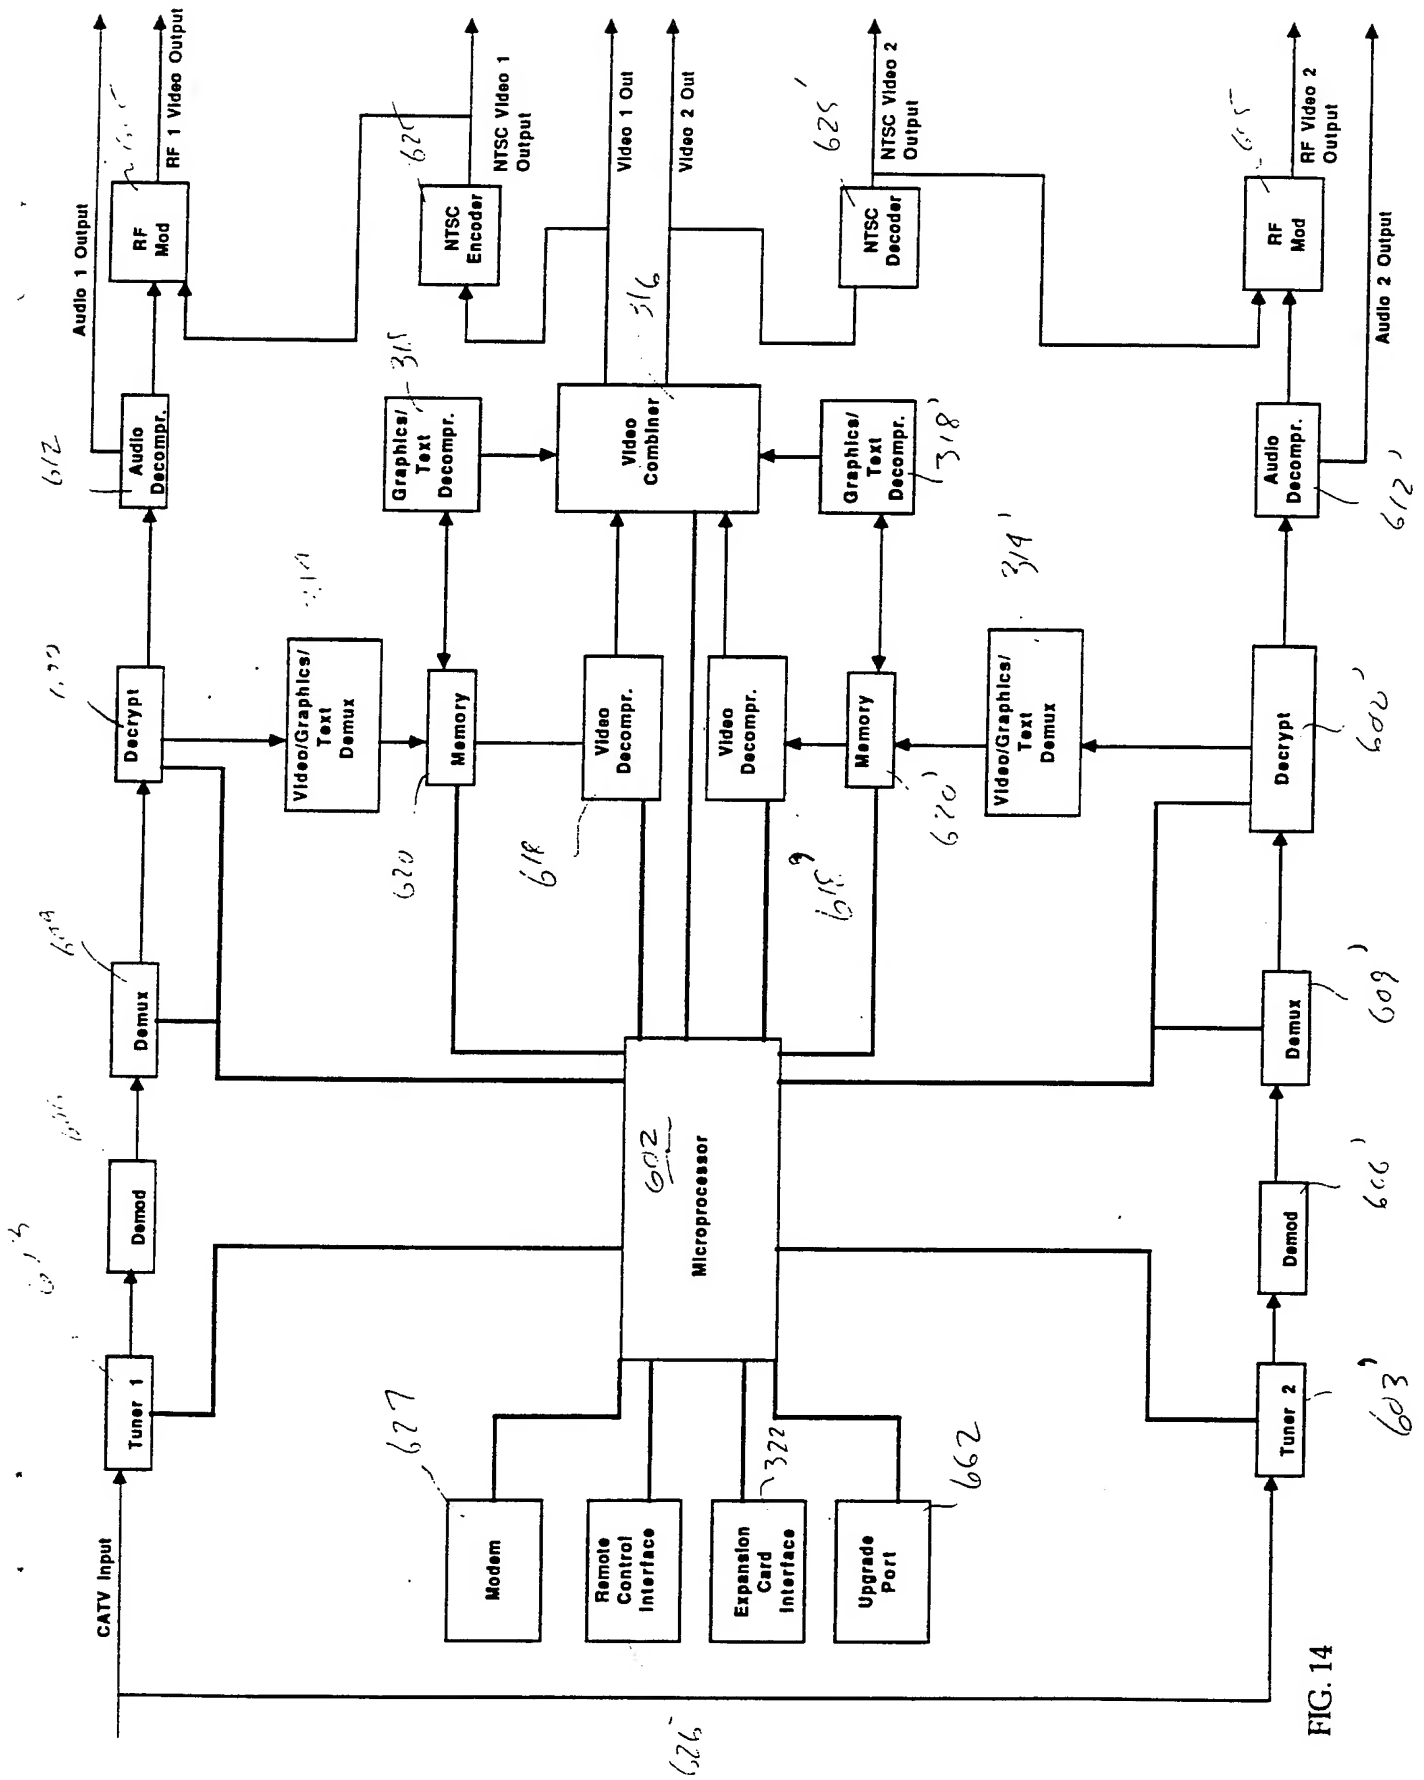 CATV Input
Tuner 1
Demod
Demux
Decrypt
Audio
Decompr.
612
Audio 1 Output
RF
Mod
RF 1 Video Output
Video/Graphics/
Text
Demux
Memory
620
Graphics/
Text
Decompr.
315
NTSC
Encoder
625
NTSC Video 1
Output
Modem
627
Remote
Control
Interface
626
Expansion
Card
Interface
322
Upgrade
Port
662
Microprocessor
602
Video
Decompr.
618
Video
Decompr.
618'
Video
Combiner
316
Video 1 Out
Video 2 Out
Memory
620'
Graphics/
Text
Decompr.
318'
NTSC
Decoder
625'
NTSC Video 2
Output
Video/Graphics/
Text
Demux
314'
Tuner 2
603'
Demod
606'
Demux
609'
Decrypt
602'
Audio
Decompr.
612'
RF
Mod
RF Video 2
Output
Audio 2 Output
FIG. 14